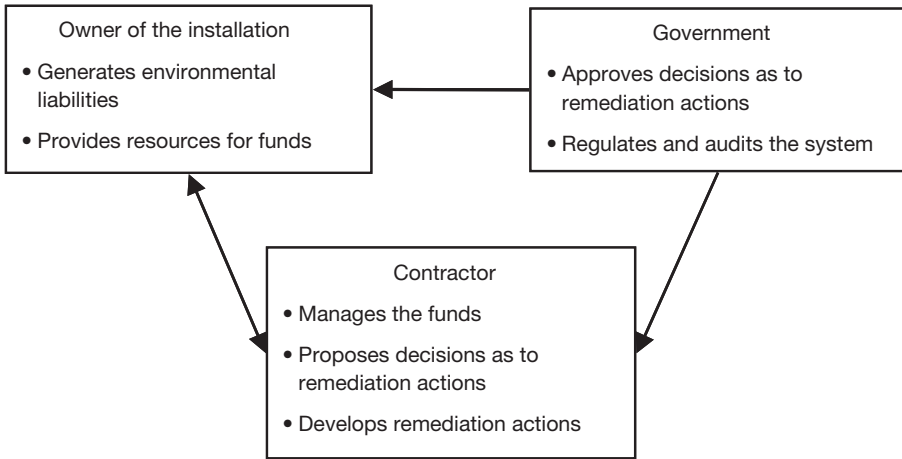 Owner of the installation
• Generates environmental
liabilities
• Provides resources for funds
Government
• Approves decisions as to
remediation actions
• Regulates and audits the system
Contractor
• Manages the funds
• Proposes decisions as to
remediation actions
• Develops remediation actions